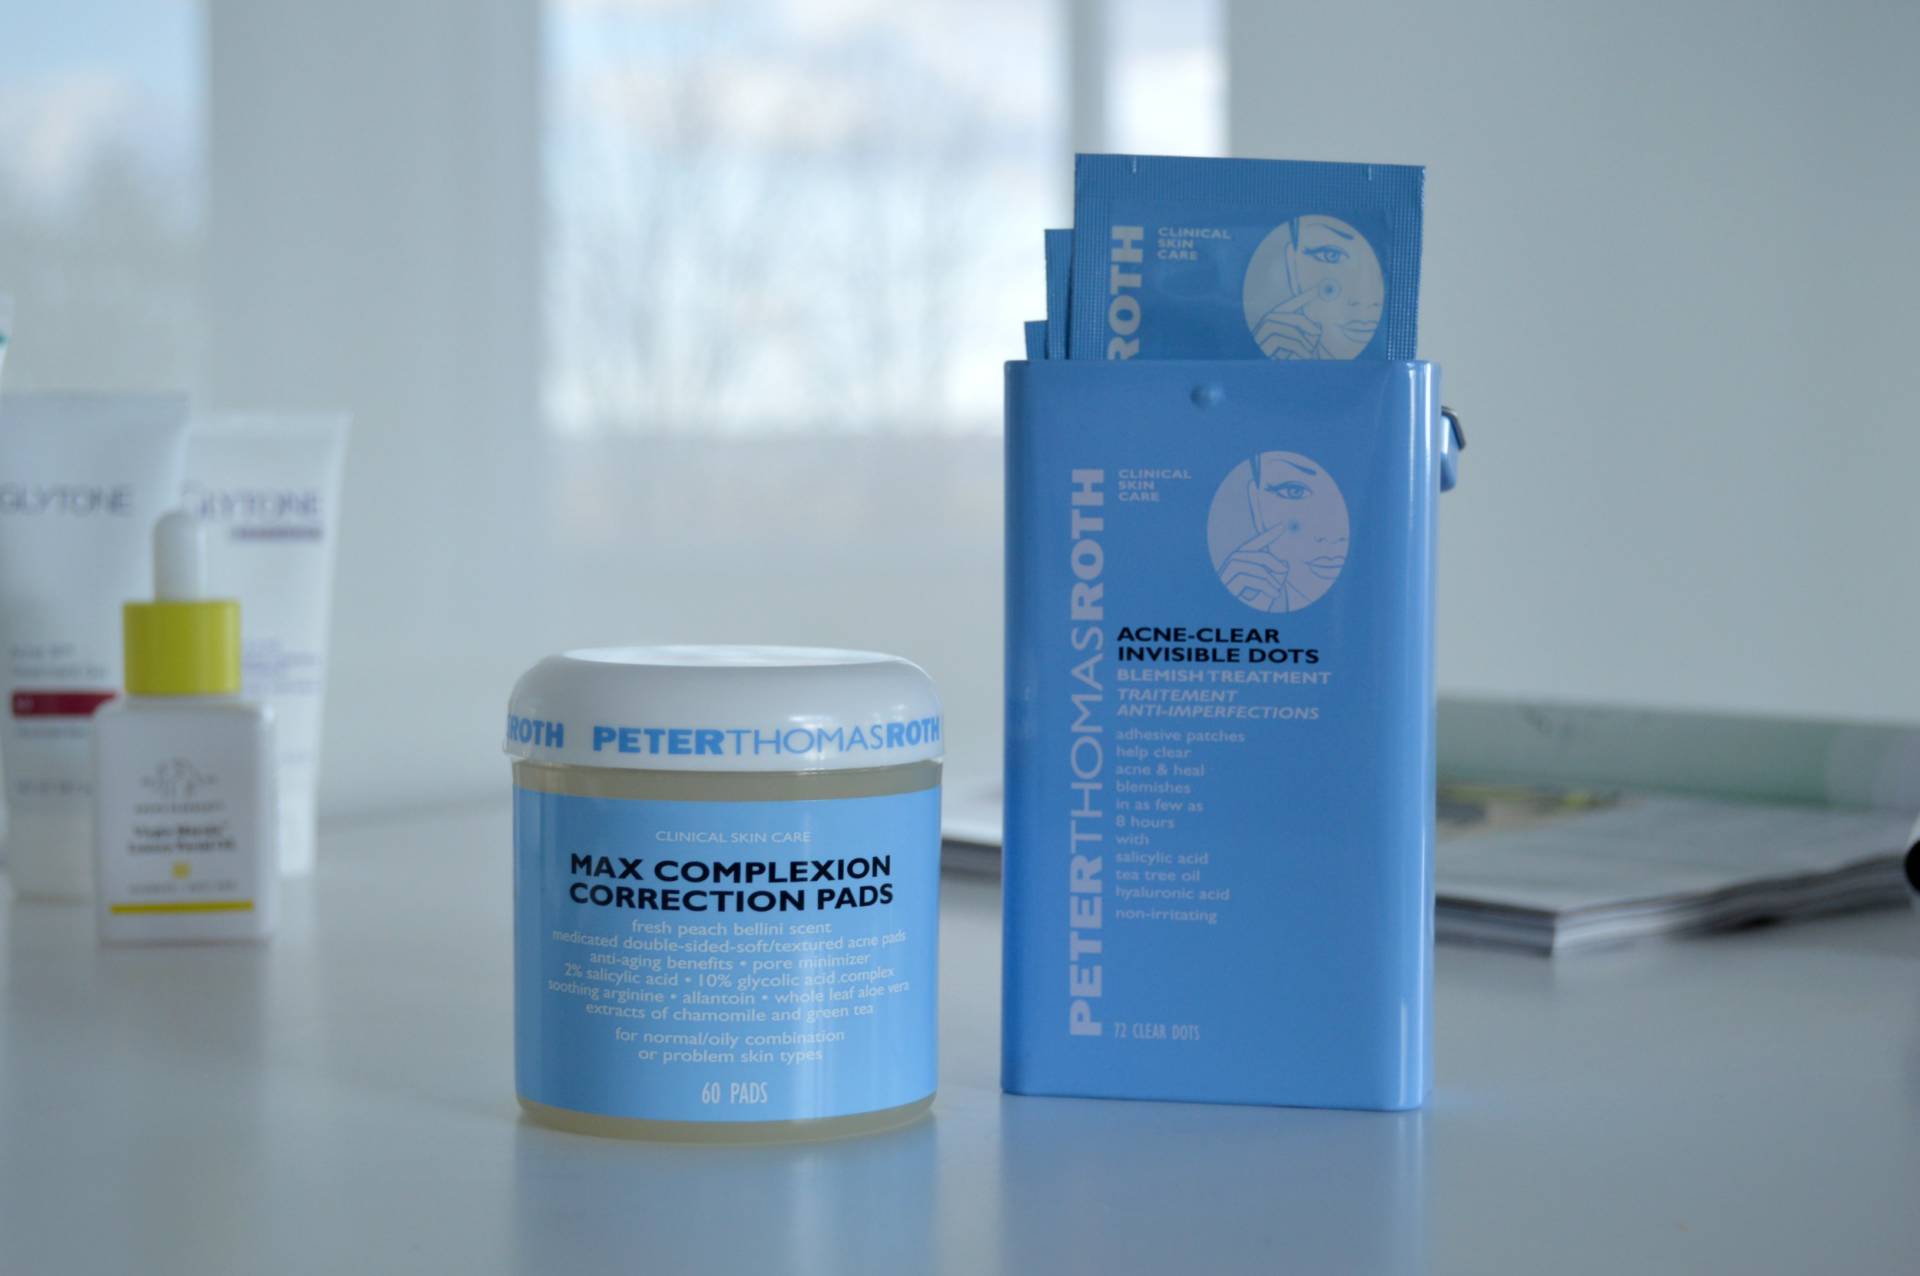 GLYTONE
GLYTONE
ROTH PETERTHOMASROTH
CLINICAL SKIN CARE
MAX COMPLEXION
CORRECTION PADS
fresh peach bellini scent
medicated double-sided-soft/textured acne pads
anti-aging benefits • pore minimizer
2% salicylic acid • 10% glycolic acid complex
soothing arginine • allantoin • whole leaf aloe vera
extracts of chamomile and green tea
for normal/oily combination
or problem skin types
60 PADS
ROTH
CLINICAL
SKIN
CARE
PETERTHOMASROTH
CLINICAL
SKIN
CARE
ACNE-CLEAR
INVISIBLE DOTS
BLEMISH TREATMENT
TRAITEMENT
ANTI-IMPERFECTIONS
adhesive patches
help clear
acne & heal
blemishes
in as few as
8 hours
with
salicylic acid
tea tree oil
hyaluronic acid
non-irritating
72 CLEAR DOTS